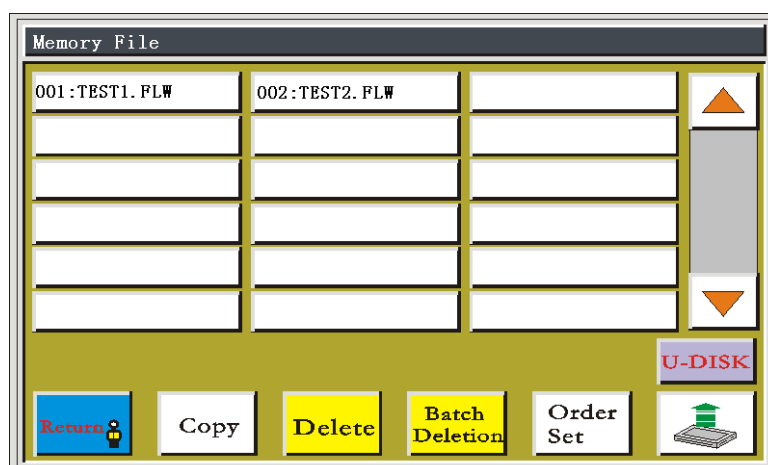 Memory File
001:TEST1.FLW 002:TEST2.FLW
U-DISK
Return Copy Delete Batch Deletion Order Set